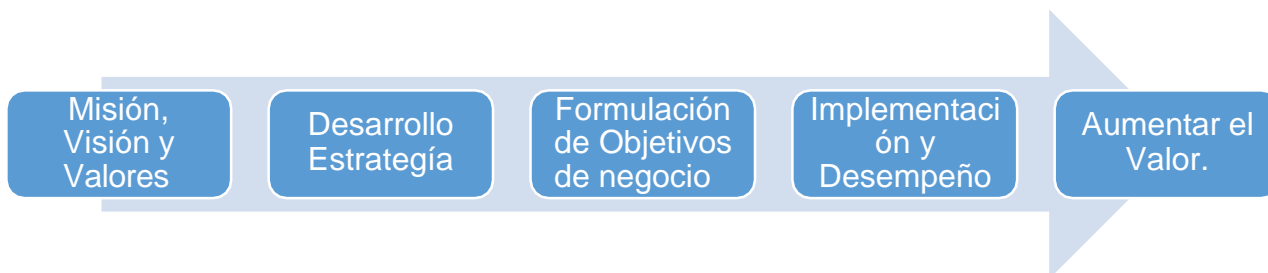 Misión,
Visión y
Valores
Desarrollo
Estrategía
Formulación
de Objetivos
de negocio
Implementaci
ón y
Desempeño
Aumentar el
Valor.